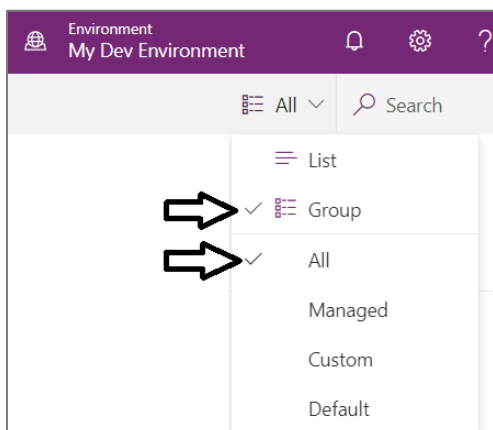 Environment
My Dev Environment
?
All
Search
List
Group
All
Managed
Custom
Default